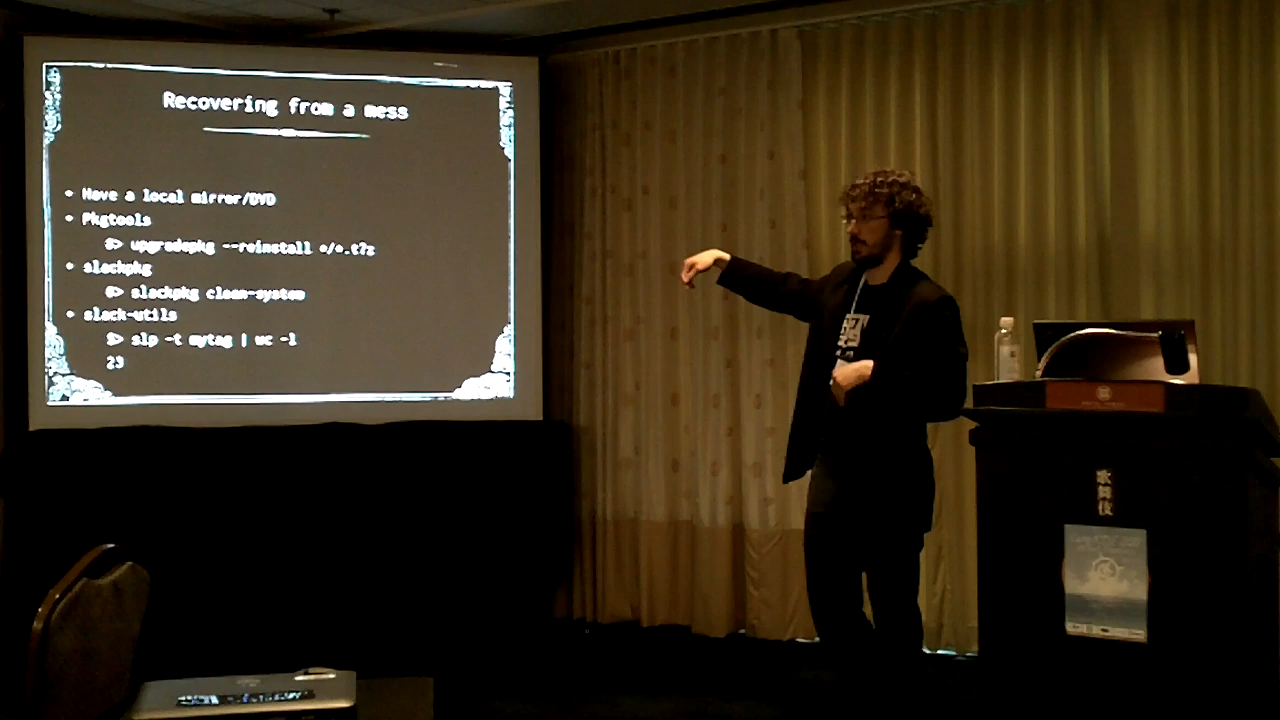 Recovering from a mess
• Have a local mirror/DVD
• Pkgtools
$> upgradepkg --reinstall */*.t?z
• slackpkg
$> slackpkg clean-system
• slack-utils
$> slp -t mytag | wc -l
23
歌舞伎